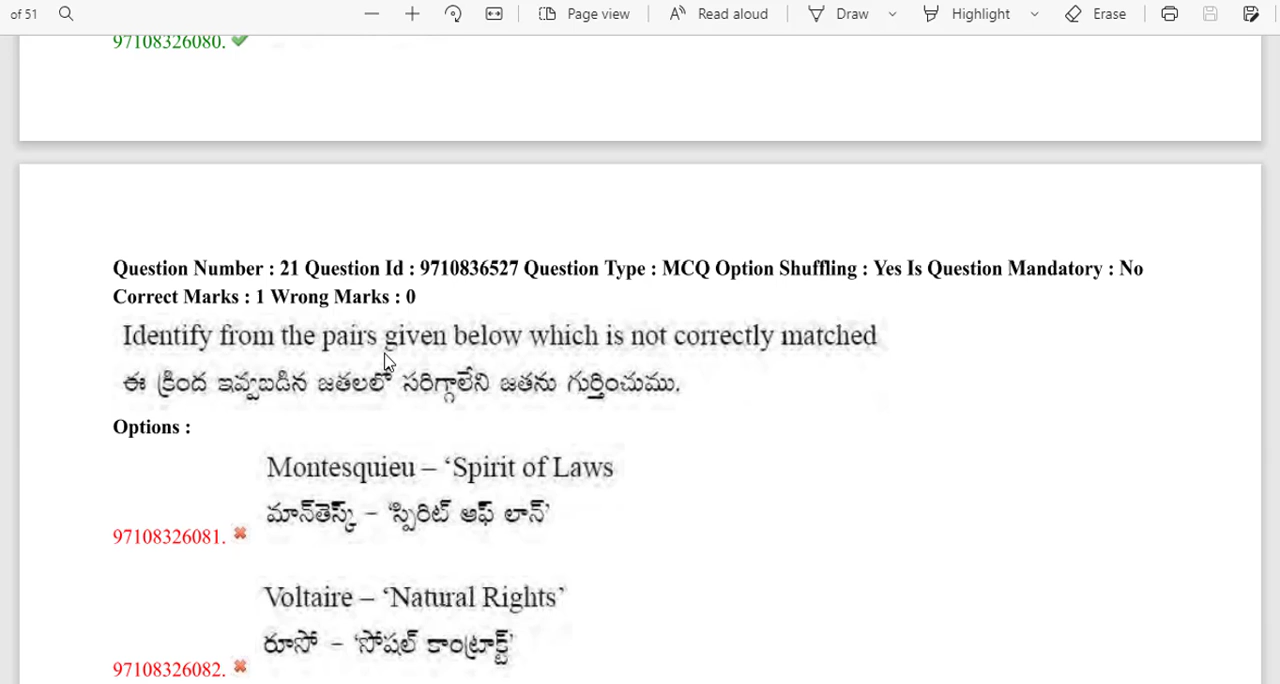 of 51 Page view Read aloud Draw Highlight Erase
97108326080.
Question Number : 21 Question Id : 9710836527 Question Type : MCQ Option Shuffling : Yes Is Question Mandatory : No
Correct Marks : 1 Wrong Marks : 0
Identify from the pairs given below which is not correctly matched
ఈ క్రింద ఇవ్వబడిన జతలలో సరిగ్గాలేని జతను గుర్తించుము.
Options :
Montesquieu – ‘Spirit of Laws
మాన్‌తెస్క్ – ‘స్పిరిట్ ఆఫ్ లాన్’
97108326081.
Voltaire – ‘Natural Rights’
రూసో – ‘సోషల్ కాంట్రాక్ట్’
97108326082.